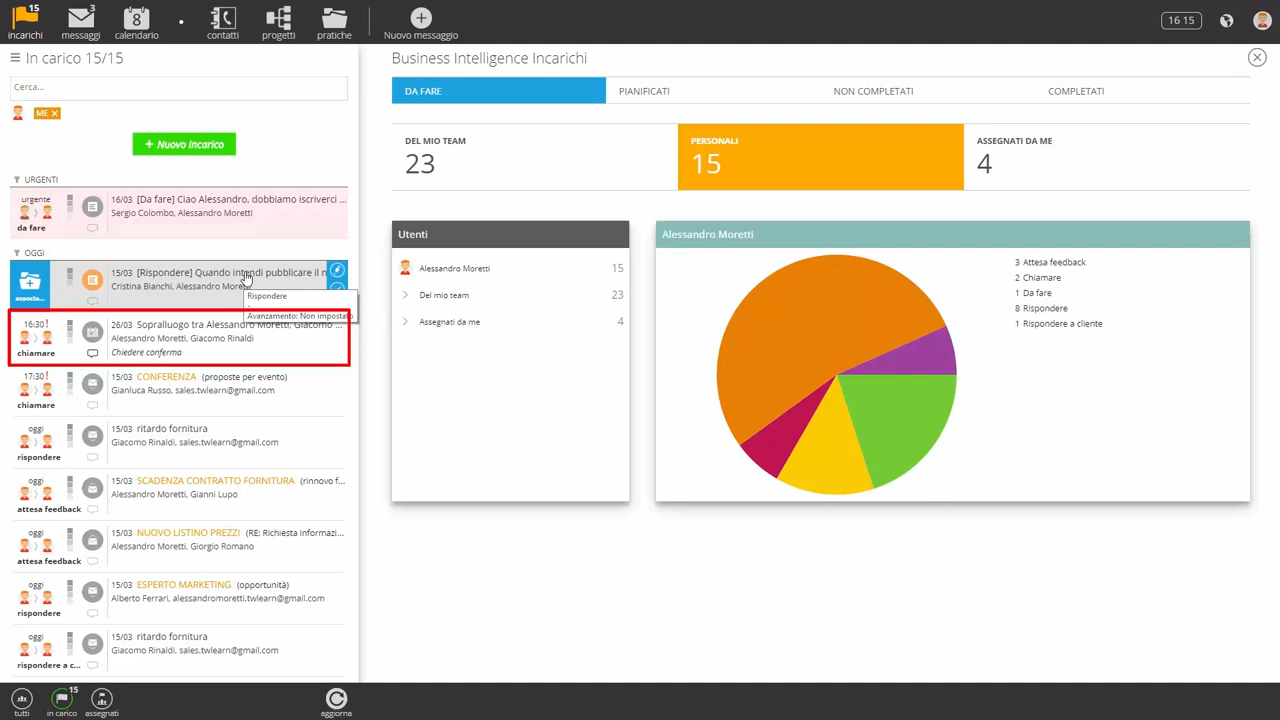 15
3
8
incarichi
messaggi
calendario
contatti
progetti
pratiche
Nuovo messaggio
16 15
In carico 15/15
Cerca...
ME
+ Nuovo incarico
URGENTI
urgente
16/03 [Da fare] Ciao Alessandro, dobbiamo iscriverci ...
Sergio Colombo, Alessandro Moretti
da fare
OGGI
15/03 [Rispondere] Quando intendi pubblicare il
Cristina Bianchi, Alessandro
associa...
Rispondere
-
Avanzamento: Non impostato
16:30!
26/03 Sopralluogo tra Alessandro Moretti, Giacomo ...
Alessandro Moretti, Giacomo Rinaldi
chiamare
Chiedere conferma
17:30!
15/03 CONFERENZA (proposte per evento)
Gianluca Russo, sales.twlearn@gmail.com
chiamare
oggi
15/03 ritardo fornitura
Giacomo Rinaldi, sales.twlearn@gmail.com
rispondere
oggi
15/03 SCADENZA CONTRATTO FORNITURA (rinnovo f...
Alessandro Moretti, Gianni Lupo
attesa feedback
oggi
15/03 NUOVO LISTINO PREZZI (RE: Richiesta informazi...
Alessandro Moretti, Giorgio Romano
attesa feedback
oggi
15/03 ESPERTO MARKETING (opportunità)
Alberto Ferrari, alessandromoretti.twlearn@gmail.com
rispondere
oggi
15/03 ritardo fornitura
Giacomo Rinaldi, sales.twlearn@gmail.com
rispondere a c...
Business Intelligence Incarichi
DA FARE
PIANIFICATI
NON COMPLETATI
COMPLETATI
DEL MIO TEAM
23
PERSONALI
15
ASSEGNATI DA ME
4
Utenti
Alessandro Moretti 15
Del mio team 23
Assegnati da me 4
Alessandro Moretti
3 Attesa feedback
2 Chiamare
1 Da fare
8 Rispondere
1 Rispondere a cliente
15
tutti
in carico
assegnati
aggiorna